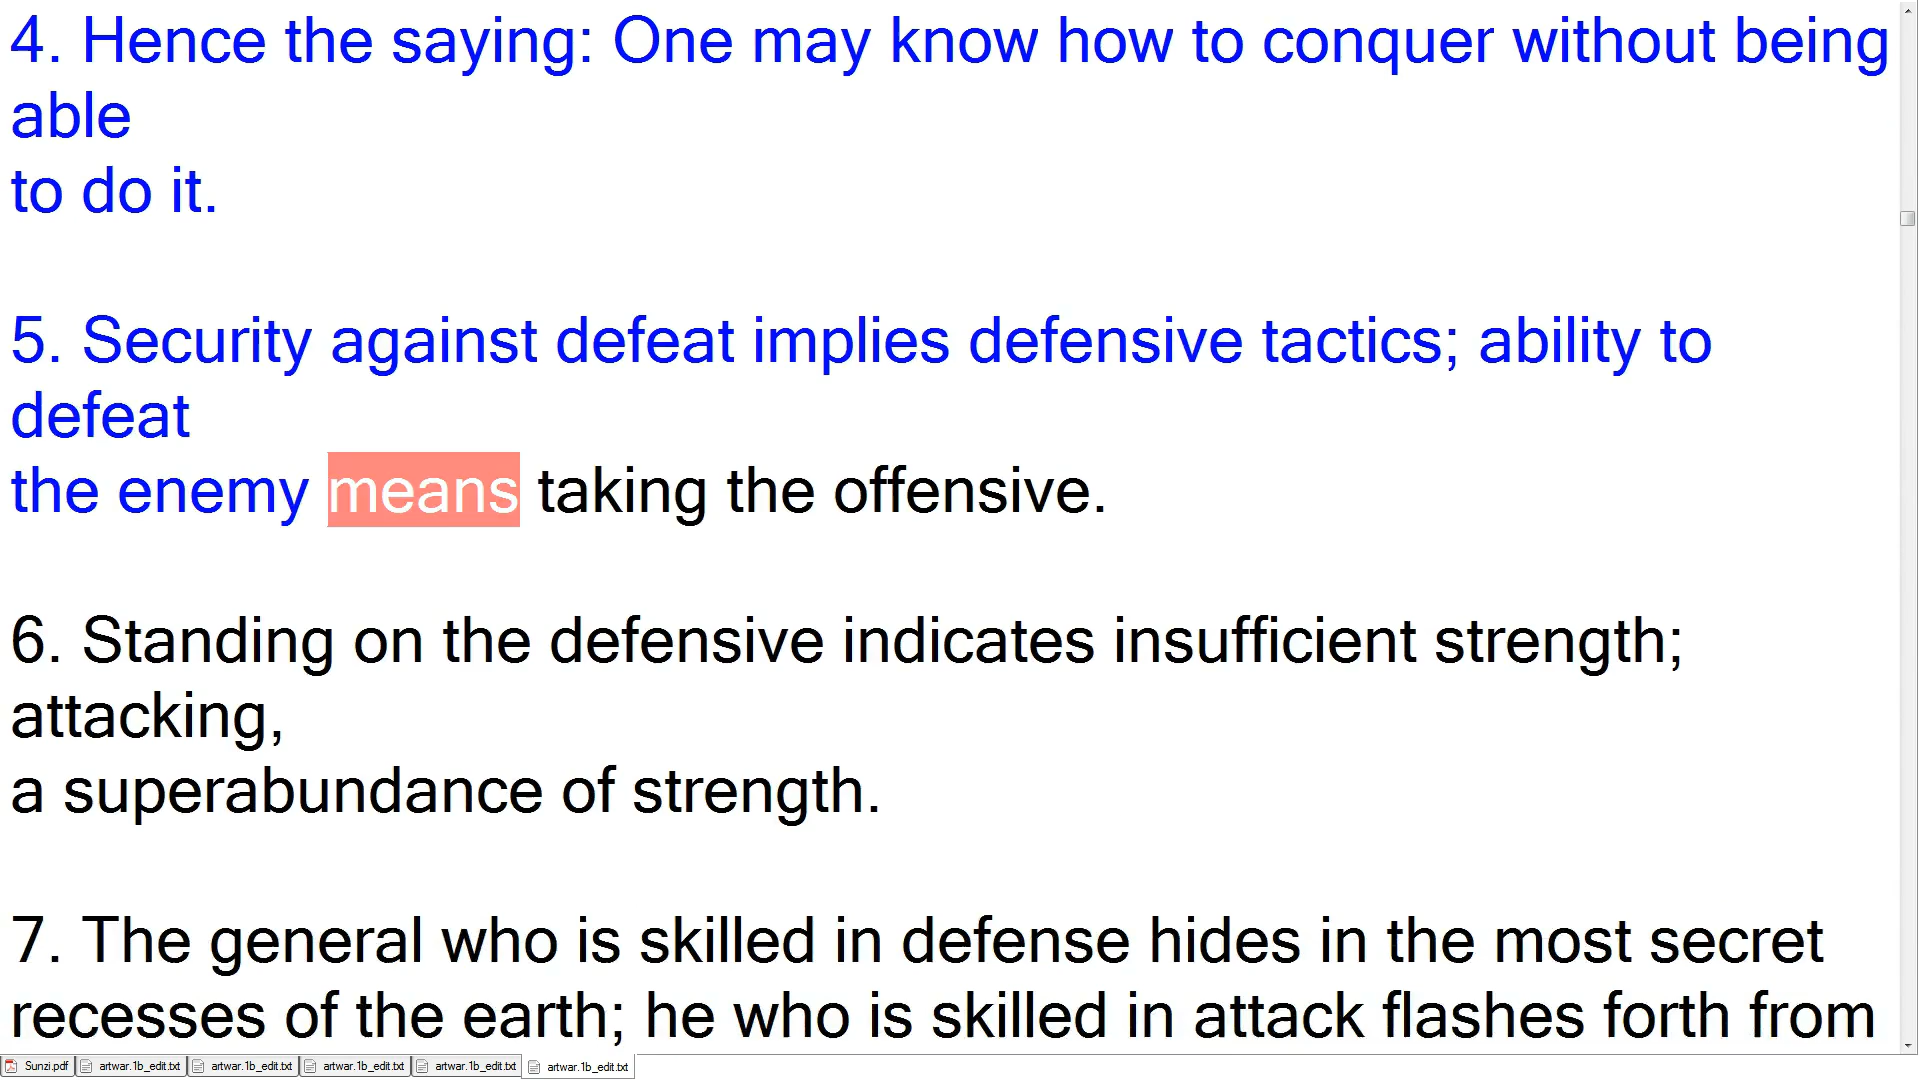 4. Hence the saying: One may know how to conquer without being
able
to do it.
5. Security against defeat implies defensive tactics; ability to
defeat
the enemy means taking the offensive.
6. Standing on the defensive indicates insufficient strength;
attacking,
a superabundance of strength.
7. The general who is skilled in defense hides in the most secret
recesses of the earth; he who is skilled in attack flashes forth from
Sunzi.pdf artwar.1b_edit.txt artwar.1b_edit.txt artwar.1b_edit.txt artwar.1b_edit.txt artwar.1b_edit.txt